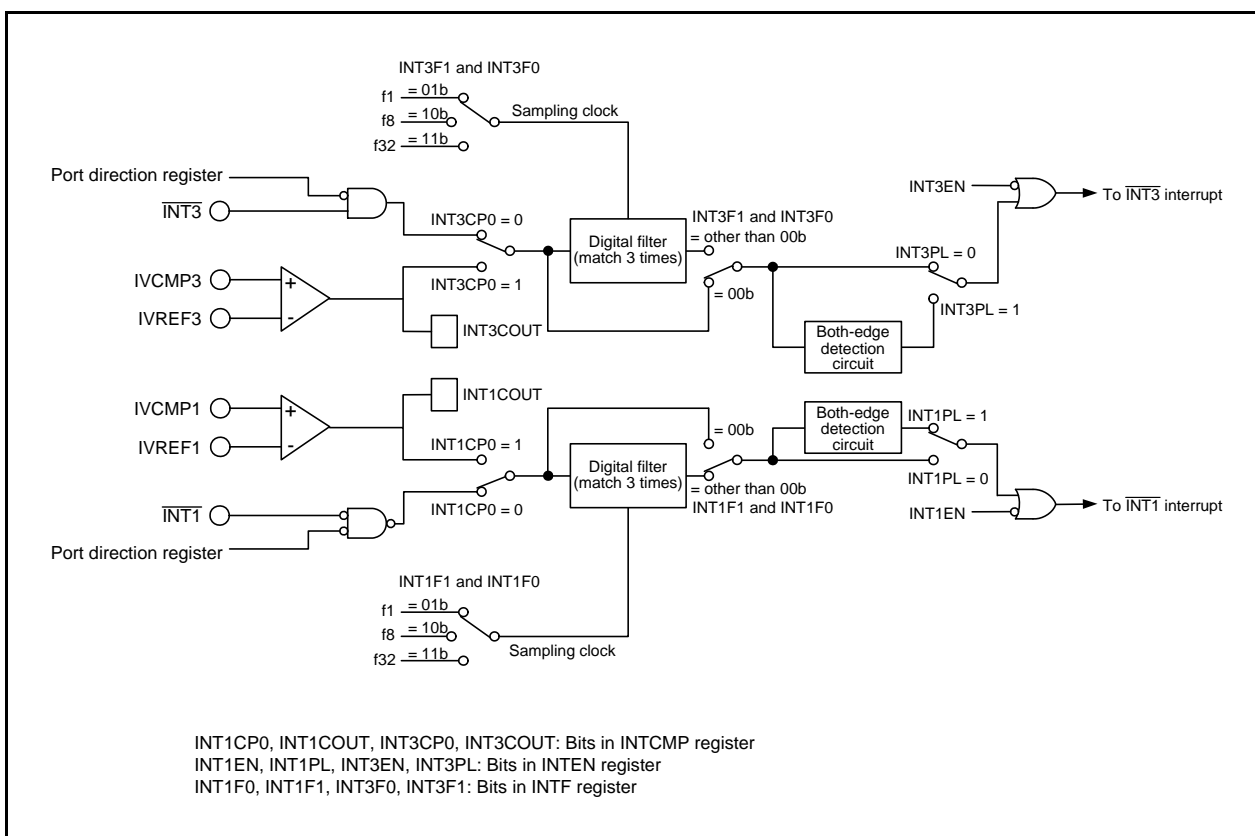 INT3F1 and INT3F0
f1 = 01b
f8 = 10b
f32 = 11b
Sampling clock
Port direction register
INT3
INT3CP0 = 0
Digital filter
(match 3 times)
INT3F1 and INT3F0
= other than 00b
= 00b
INT3EN
To INT3 interrupt
INT3PL = 0
INT3PL = 1
Both-edge
detection
circuit
IVCMP3
+
IVREF3
-
INT3CP0 = 1
INT3COUT
IVCMP1
+
IVREF1
-
INT1COUT
INT1CP0 = 1
= 00b
Both-edge
detection
circuit
INT1PL = 1
INT1PL = 0
Digital filter
(match 3 times)
= other than 00b
INT1F1 and INT1F0
INT1
INT1CP0 = 0
Port direction register
INT1EN
To INT1 interrupt
INT1F1 and INT1F0
f1 = 01b
f8 = 10b
f32 = 11b
Sampling clock
INT1CP0, INT1COUT, INT3CP0, INT3COUT: Bits in INTCMP register
INT1EN, INT1PL, INT3EN, INT3PL: Bits in INTEN register
INT1F0, INT1F1, INT3F0, INT3F1: Bits in INTF register